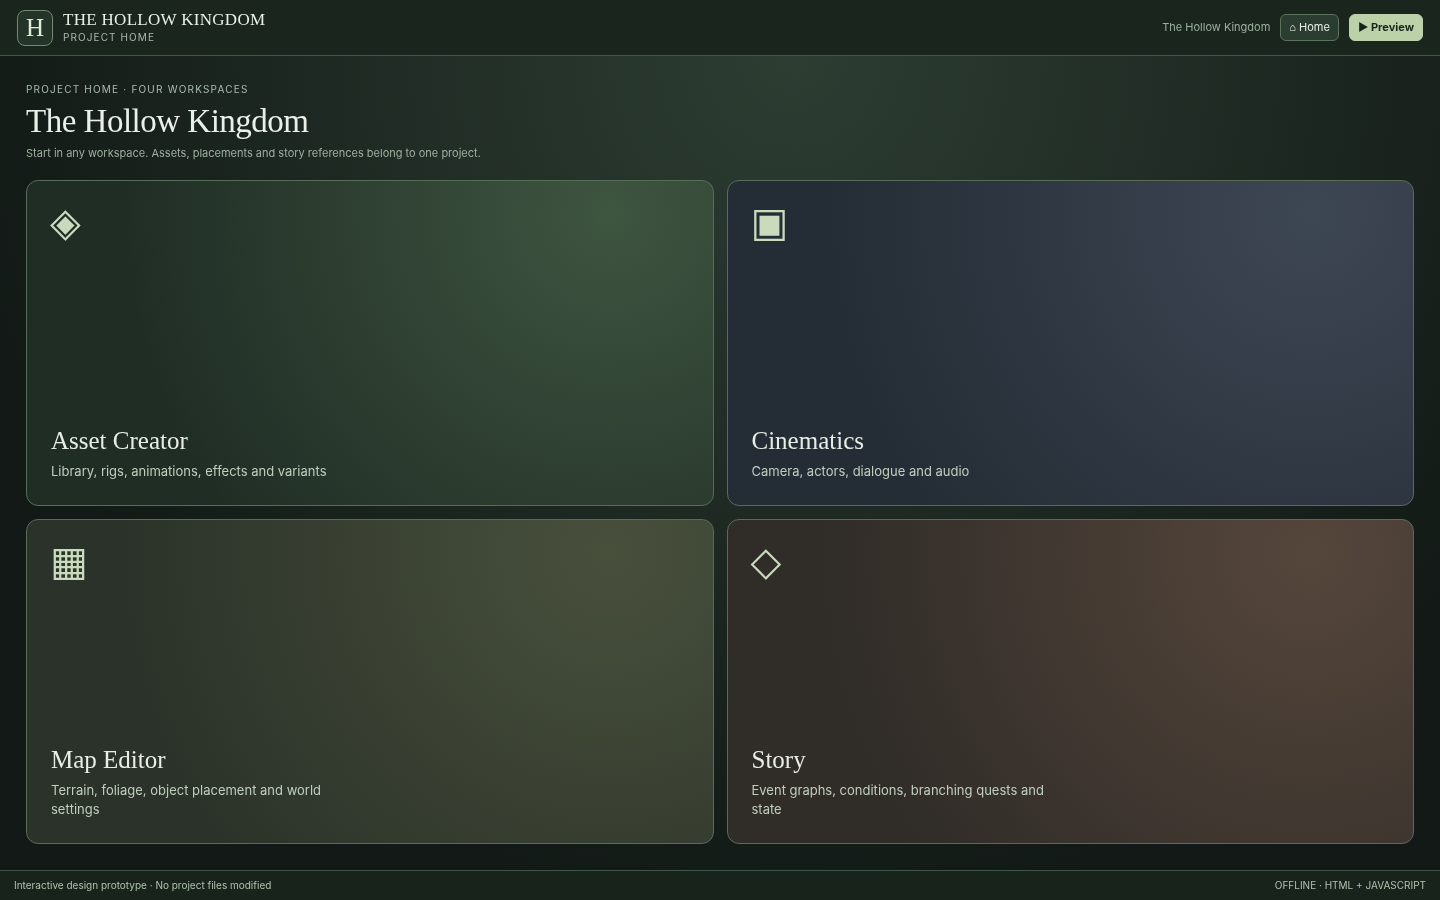 H
THE HOLLOW KINGDOM
PROJECT HOME
The Hollow Kingdom
⌂ Home
▶ Preview
PROJECT HOME · FOUR WORKSPACES
The Hollow Kingdom
Start in any workspace. Assets, placements and story references belong to one project.
Asset Creator
Library, rigs, animations, effects and variants
Cinematics
Camera, actors, dialogue and audio
Map Editor
Terrain, foliage, object placement and world
settings
Story
Event graphs, conditions, branching quests and
state
Interactive design prototype · No project files modified
OFFLINE · HTML + JAVASCRIPT